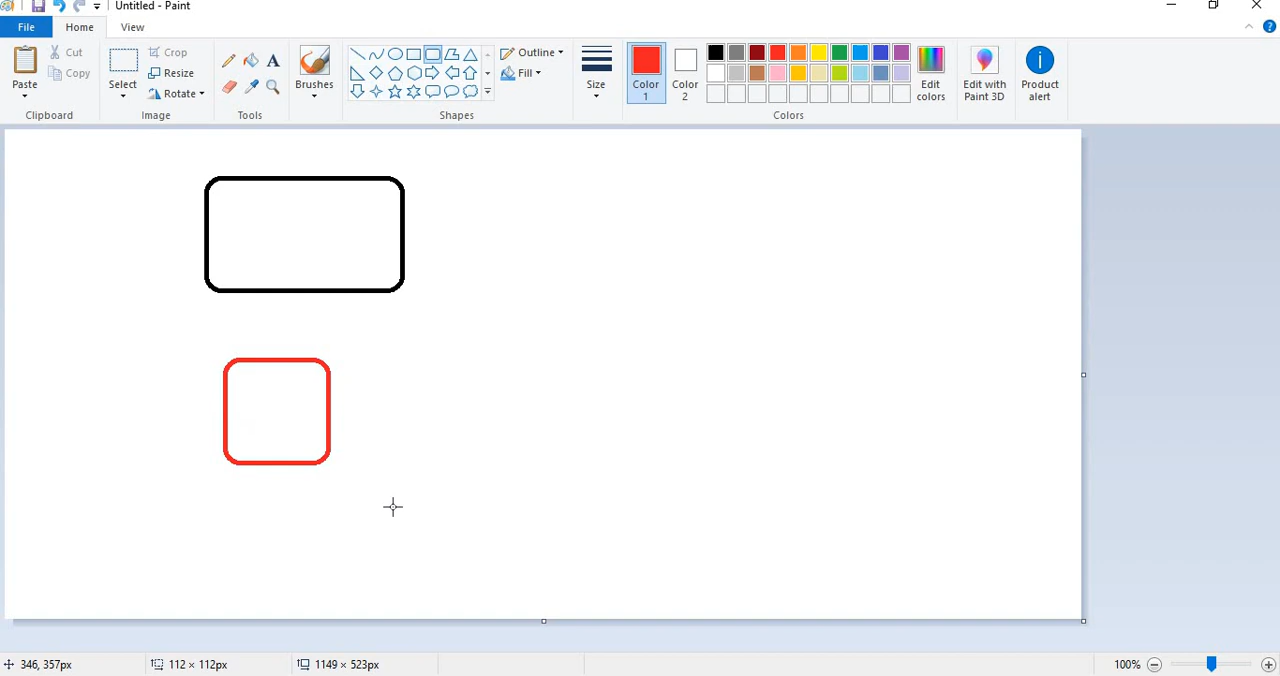 Untitled - Paint
File Home View
Paste
Cut
Copy
Clipboard
Select
Crop
Resize
Rotate
Image
A
Tools
Brushes
Shapes
Outline
Fill
Size
Color 1
Color 2
Colors
Edit colors
Edit with Paint 3D
Product alert
346, 357px
112 × 112px
1149 × 523px
100%